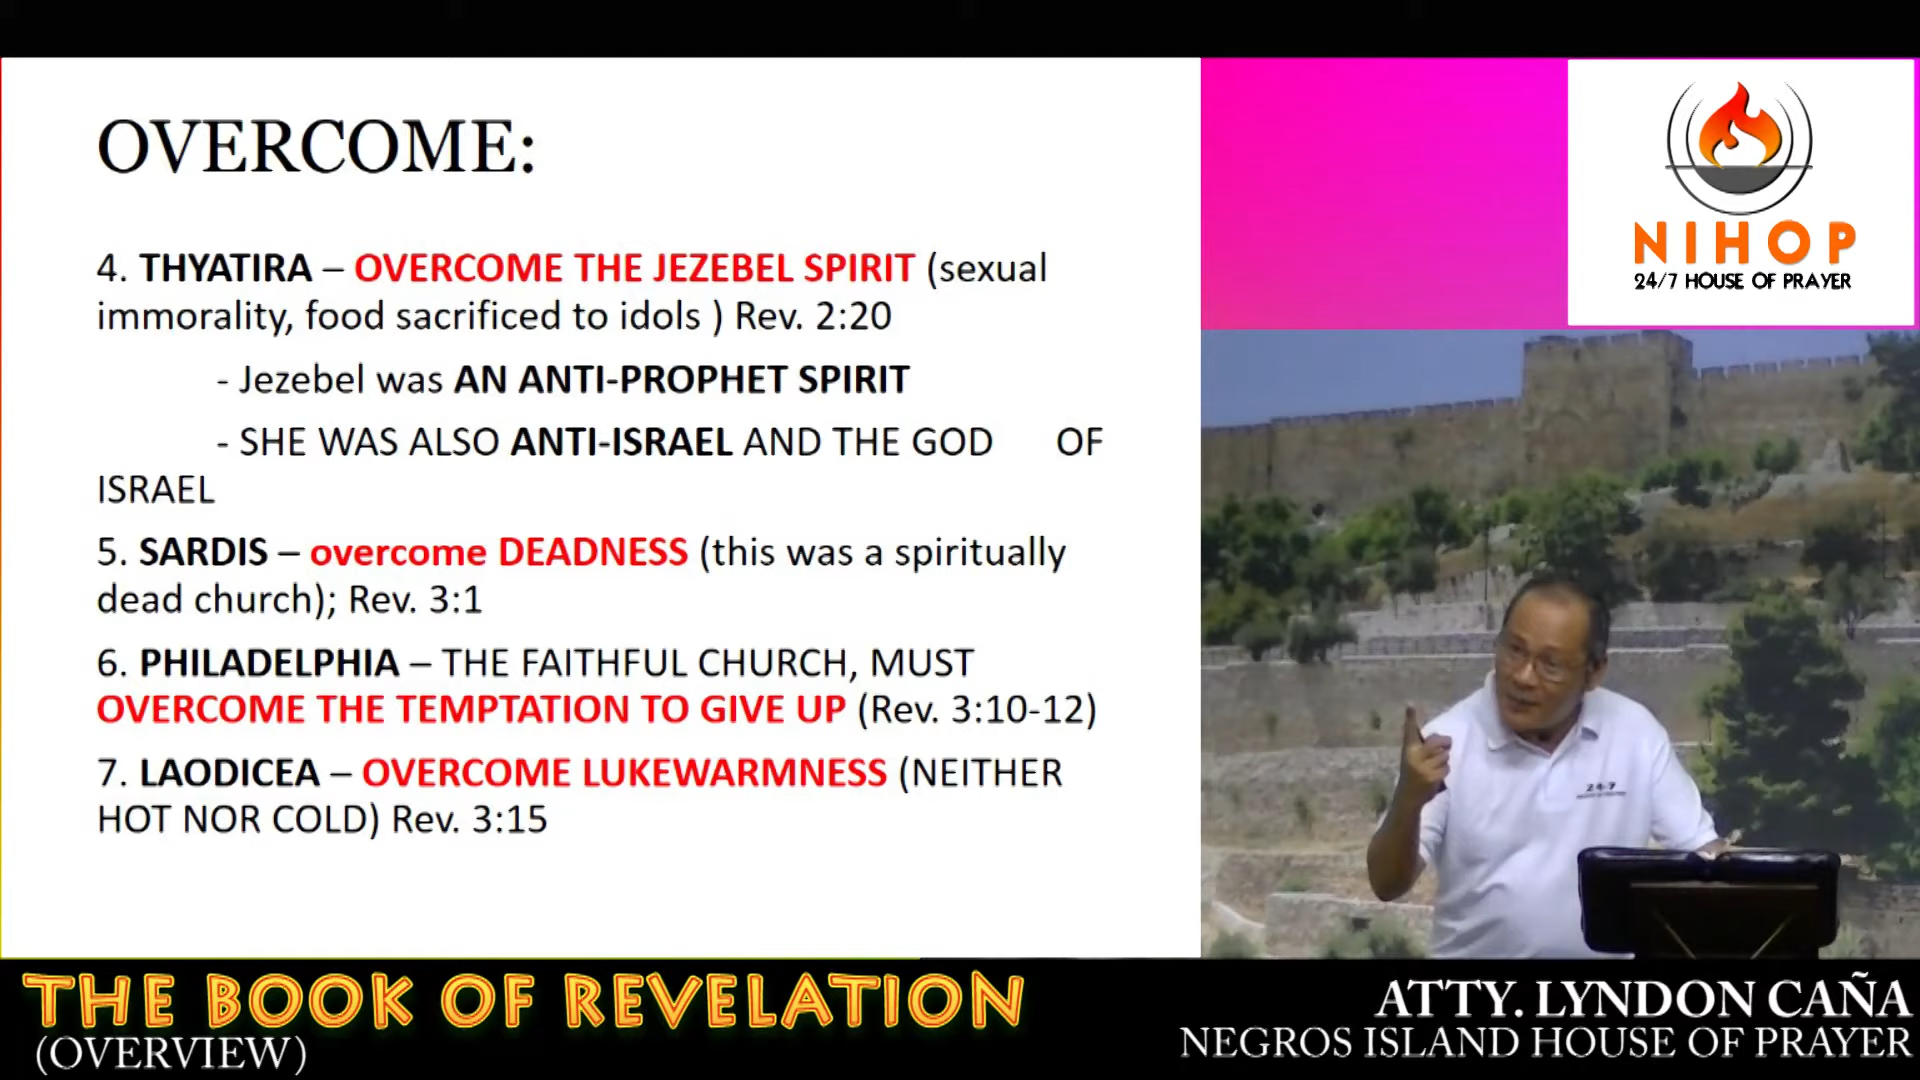 OVERCOME:
4. THYATIRA – OVERCOME THE JEZEBEL SPIRIT (sexual
immorality, food sacrificed to idols ) Rev. 2:20
- Jezebel was AN ANTI-PROPHET SPIRIT
- SHE WAS ALSO ANTI-ISRAEL AND THE GOD OF
ISRAEL
5. SARDIS – overcome DEADNESS (this was a spiritually
dead church); Rev. 3:1
6. PHILADELPHIA – THE FAITHFUL CHURCH, MUST
OVERCOME THE TEMPTATION TO GIVE UP (Rev. 3:10-12)
7. LAODICEA – OVERCOME LUKEWARMNESS (NEITHER
HOT NOR COLD) Rev. 3:15
NIHOP
24/7 HOUSE OF PRAYER
24-7
THE BOOK OF REVELATION
(OVERVIEW)
ATTY. LYNDON CAÑA
NEGROS ISLAND HOUSE OF PRAYER